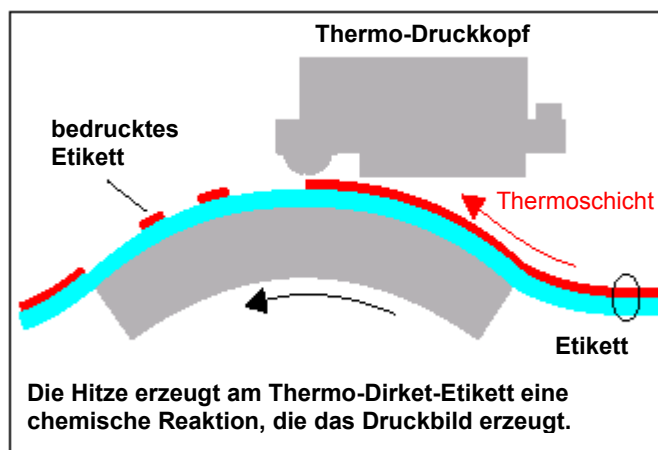 Thermo-Druckkopf
bedrucktes
Etikett
Thermoschicht
Etikett
Die Hitze erzeugt am Thermo-Dirket-Etikett eine
chemische Reaktion, die das Druckbild erzeugt.